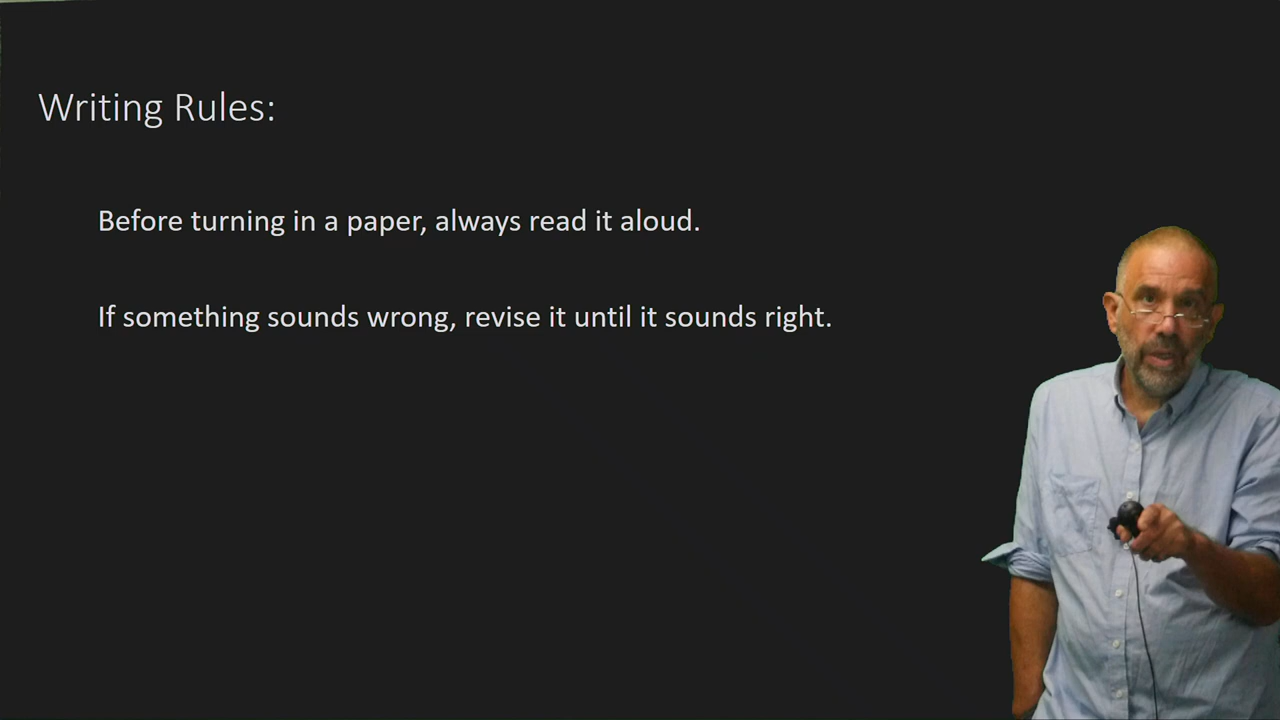 Writing Rules:
Before turning in a paper, always read it aloud.
If something sounds wrong, revise it until it sounds right.